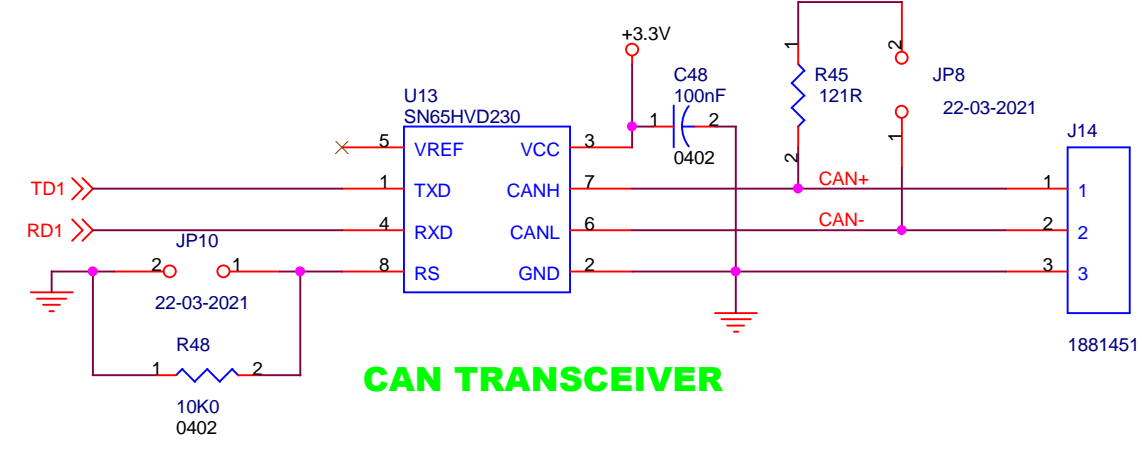 +3.3V
C48
100nF
1
2
0402
1
R45
121R
2
2
JP8
22-03-2021
1
U13
SN65HVD230
5
VREF
VCC
3
TD1
1
TXD
CANH
7
CAN+
RD1
4
RXD
CANL
6
CAN-
8
RS
GND
2
J14
1
1
2
2
3
3
1881451
JP10
2
1
22-03-2021
R48
1
2
10K0
0402
CAN TRANSCEIVER